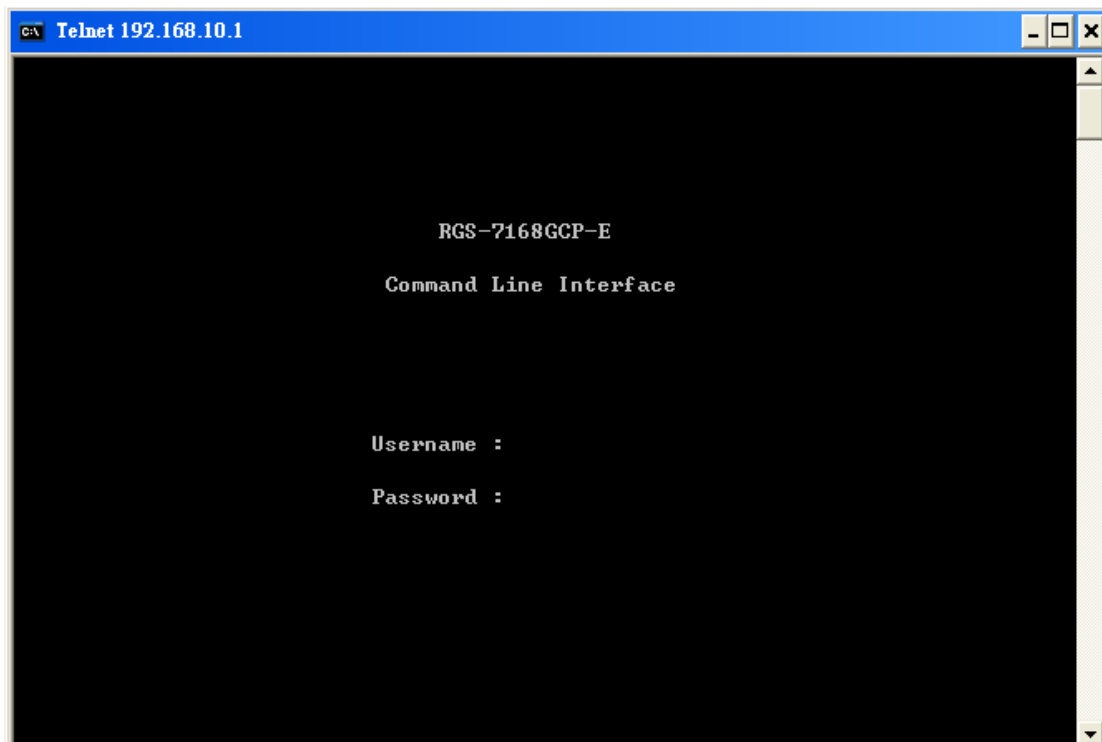 C:\ Telnet 192.168.10.1
RGS-7168GCP-E
Command Line Interface
Username :
Password :